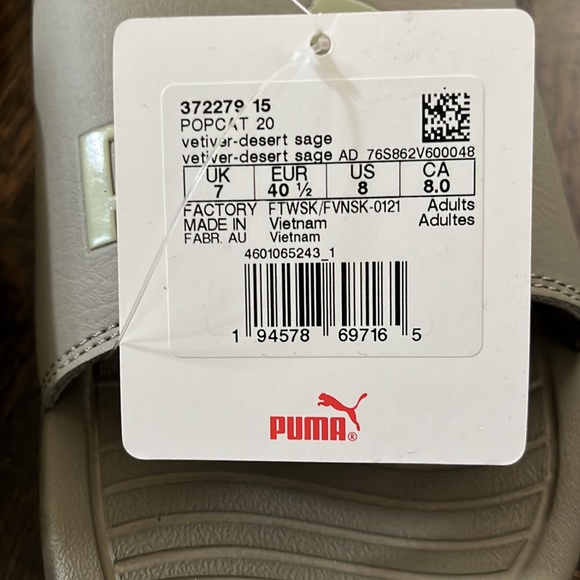 372279 15
POPCAT 20
vetiver-desert sage
vetiver-desert sage AD_76S862V600048
UK EUR US CA
7 40 ½ 8 8.0
FACTORY FTWSK/FVNSK-0121 Adults
MADE IN Vietnam Adultes
FABR. AU Vietnam
4601065243_1
1 94578 69716 5
PUMA®